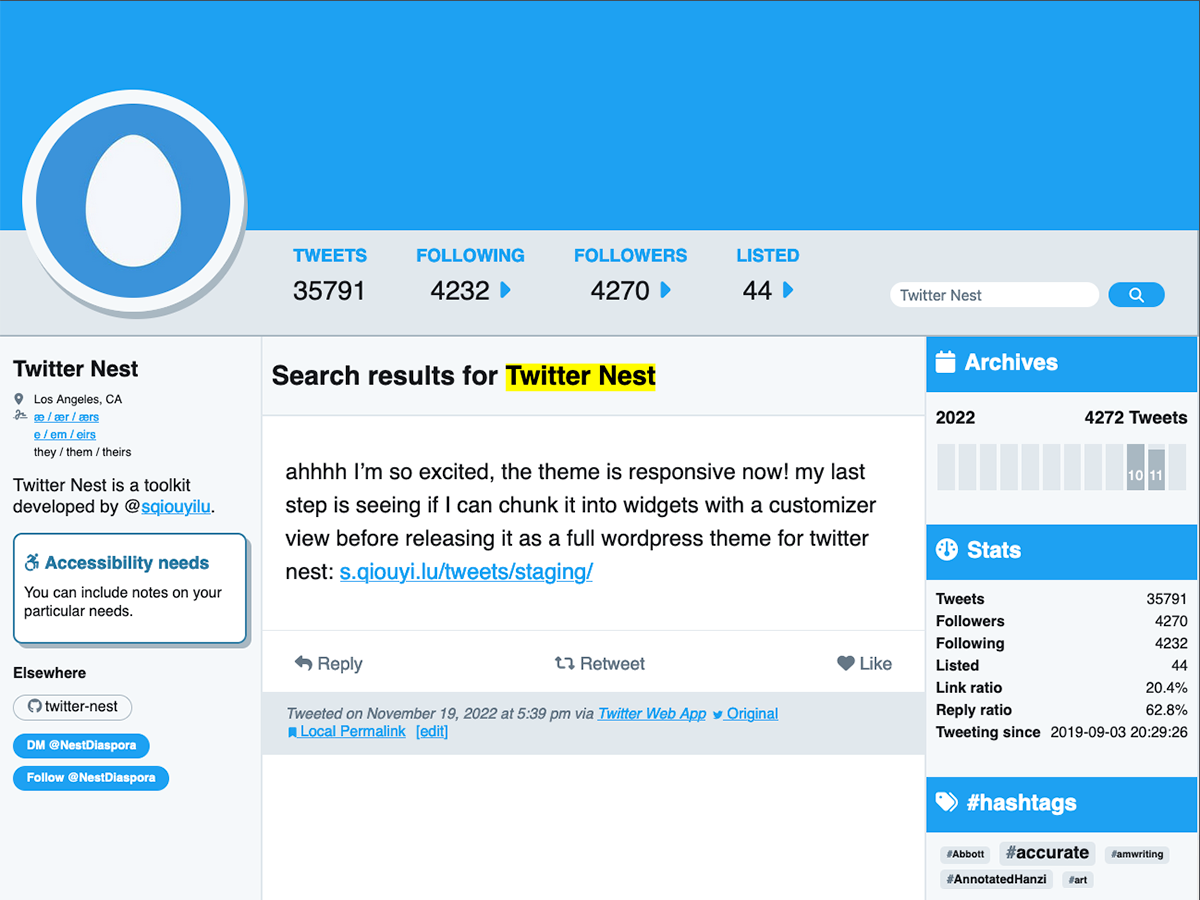 TWEETS FOLLOWING FOLLOWERS LISTED
35791 4232 4270 44
Twitter Nest
Twitter Nest
Los Angeles, CA
æ / ær / ærs
e / em / eirs
they / them / theirs
Twitter Nest is a toolkit
developed by @sqiouyilu.
Accessibility needs
You can include notes on your
particular needs.
Elsewhere
twitter-nest
DM @NestDiaspora
Follow @NestDiaspora
Search results for Twitter Nest
ahhhh I’m so excited, the theme is responsive now! my last
step is seeing if I can chunk it into widgets with a customizer
view before releasing it as a full wordpress theme for twitter
nest: s.qiouyi.lu/tweets/staging/
Reply Retweet Like
Tweeted on November 19, 2022 at 5:39 pm via Twitter Web App Original
Local Permalink [edit]
Archives
2022 4272 Tweets
10 11
Stats
Tweets 35791
Followers 4270
Following 4232
Listed 44
Link ratio 20.4%
Reply ratio 62.8%
Tweeting since 2019-09-03 20:29:26
#hashtags
#Abbott #accurate #amwriting
#AnnotatedHanzi #art